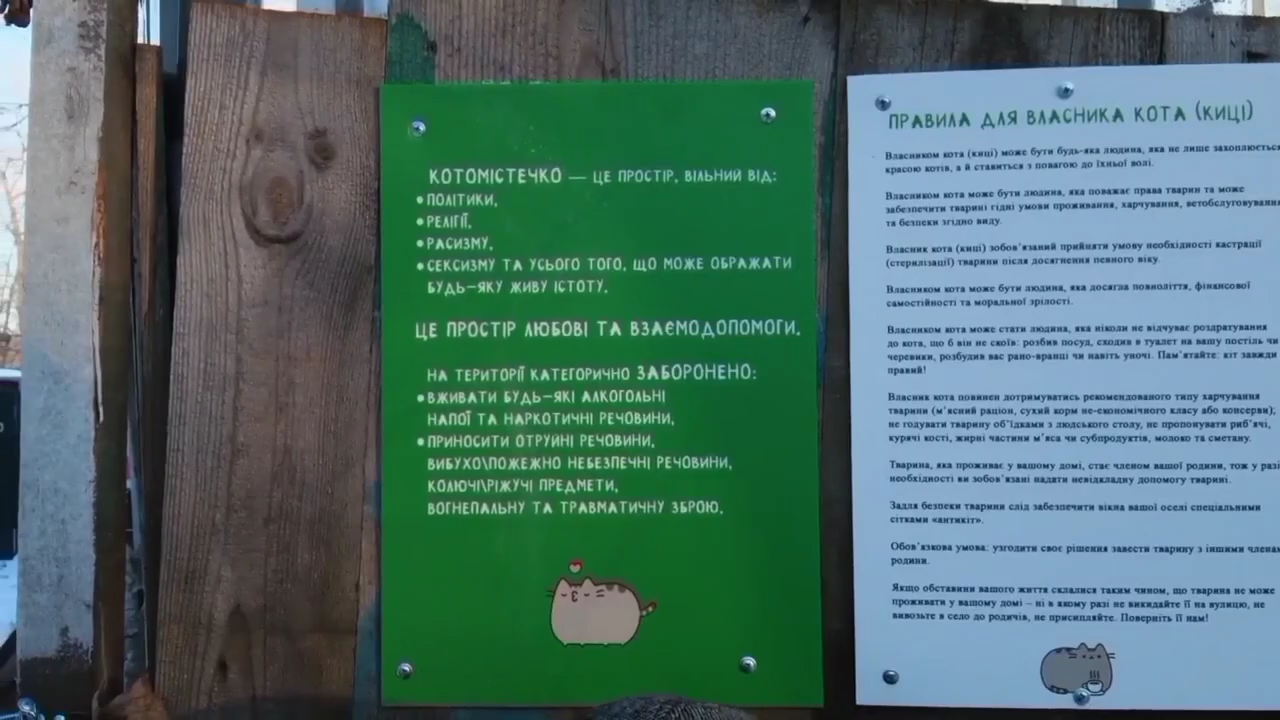 КОТОМІСТЕЧКО — ЦЕ ПРОСТІР, ВІЛЬНИЙ ВІД:
• ПОЛІТИКИ,
• РЕЛІГІЇ,
• РАСИЗМУ,
• СЕКСИЗМУ ТА УСЬОГО ТОГО, ЩО МОЖЕ ОБРАЖАТИ
БУДЬ-ЯКУ ЖИВУ ІСТОТУ.
ЦЕ ПРОСТІР ЛЮБОВІ ТА ВЗАЄМОДОПОМОГИ.
НА ТЕРИТОРІЇ КАТЕГОРИЧНО ЗАБОРОНЕНО:
• ВЖИВАТИ БУДЬ-ЯКІ АЛКОГОЛЬНІ
НАПОЇ ТА НАРКОТИЧНІ РЕЧОВИНИ,
• ПРИНОСИТИ ОТРУЙНІ РЕЧОВИНИ,
ВИБУХО\ПОЖЕЖНО НЕБЕЗПЕЧНІ РЕЧОВИНИ,
КОЛЮЧІ\РІЖУЧІ ПРЕДМЕТИ,
ВОГНЕПАЛЬНУ ТА ТРАВМАТИЧНУ ЗБРОЮ.
ПРАВИЛА ДЛЯ ВЛАСНИКА КОТА (КИЦІ)
Власником кота (киці) може бути будь-яка людина, яка не лише захоплюється
красою котів, а й ставиться з повагою до їхньої волі.
Власником кота може бути людина, яка поважає права тварин та може
забезпечити тварині гідні умови проживання, харчування, ветобслуговування
та безпеки згідно виду.
Власник кота (киці) зобов'язаний прийняти умову необхідності кастрації
(стерилізації) тварини після досягнення певного віку.
Власником кота може бути людина, яка досягла повноліття, фінансової
самостійності та моральної зрілості.
Власником кота може стати людина, яка ніколи не відчуває роздратування
до кота, що б він не скоїв: розбив посуд, сходив в туалет на вашу постіль чи
черевики, розбудив вас рано-вранці чи навіть уночі. Пам'ятайте: кіт завжди
правий!
Власник кота повинен дотримуватись рекомендованого типу харчування
тварини (м'ясний раціон, сухий корм не-економічного класу або консерви);
не годувати тварину об'їдками з людського столу, не пропонувати риб'ячі,
курячі кості, жирні частини м'яса чи субпродуктів, молоко та сметану.
Тварина, яка проживає у вашому домі, стає членом вашої родини, тож у разі
необхідності ви зобов'язані надати невідкладну допомогу тварині.
Задля безпеки тварини слід забезпечити вікна вашої оселі спеціальними
сітками «антикіт».
Обов'язкова умова: узгодити своє рішення завести тварину з іншими
родини.
Якщо обставини вашого життя склалися таким чином, що тварина не може
проживати у вашому домі – ні в якому разі не викидайте її на вулицю, не
вивозьте в село до родичів, не присипляйте. Поверніть її нам!